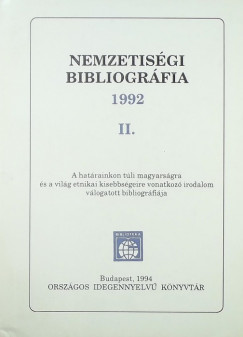 NEMZETISÉGI
BIBLIOGRÁFIA
1992
II.
A határainkon túli magyarságra
és a világ etnikai kisebbségeire vonatkozó irodalom
válogatott bibliográfiája
Budapest, 1994
ORSZÁGOS IDEGENNYELVŰ KÖNYVTÁR